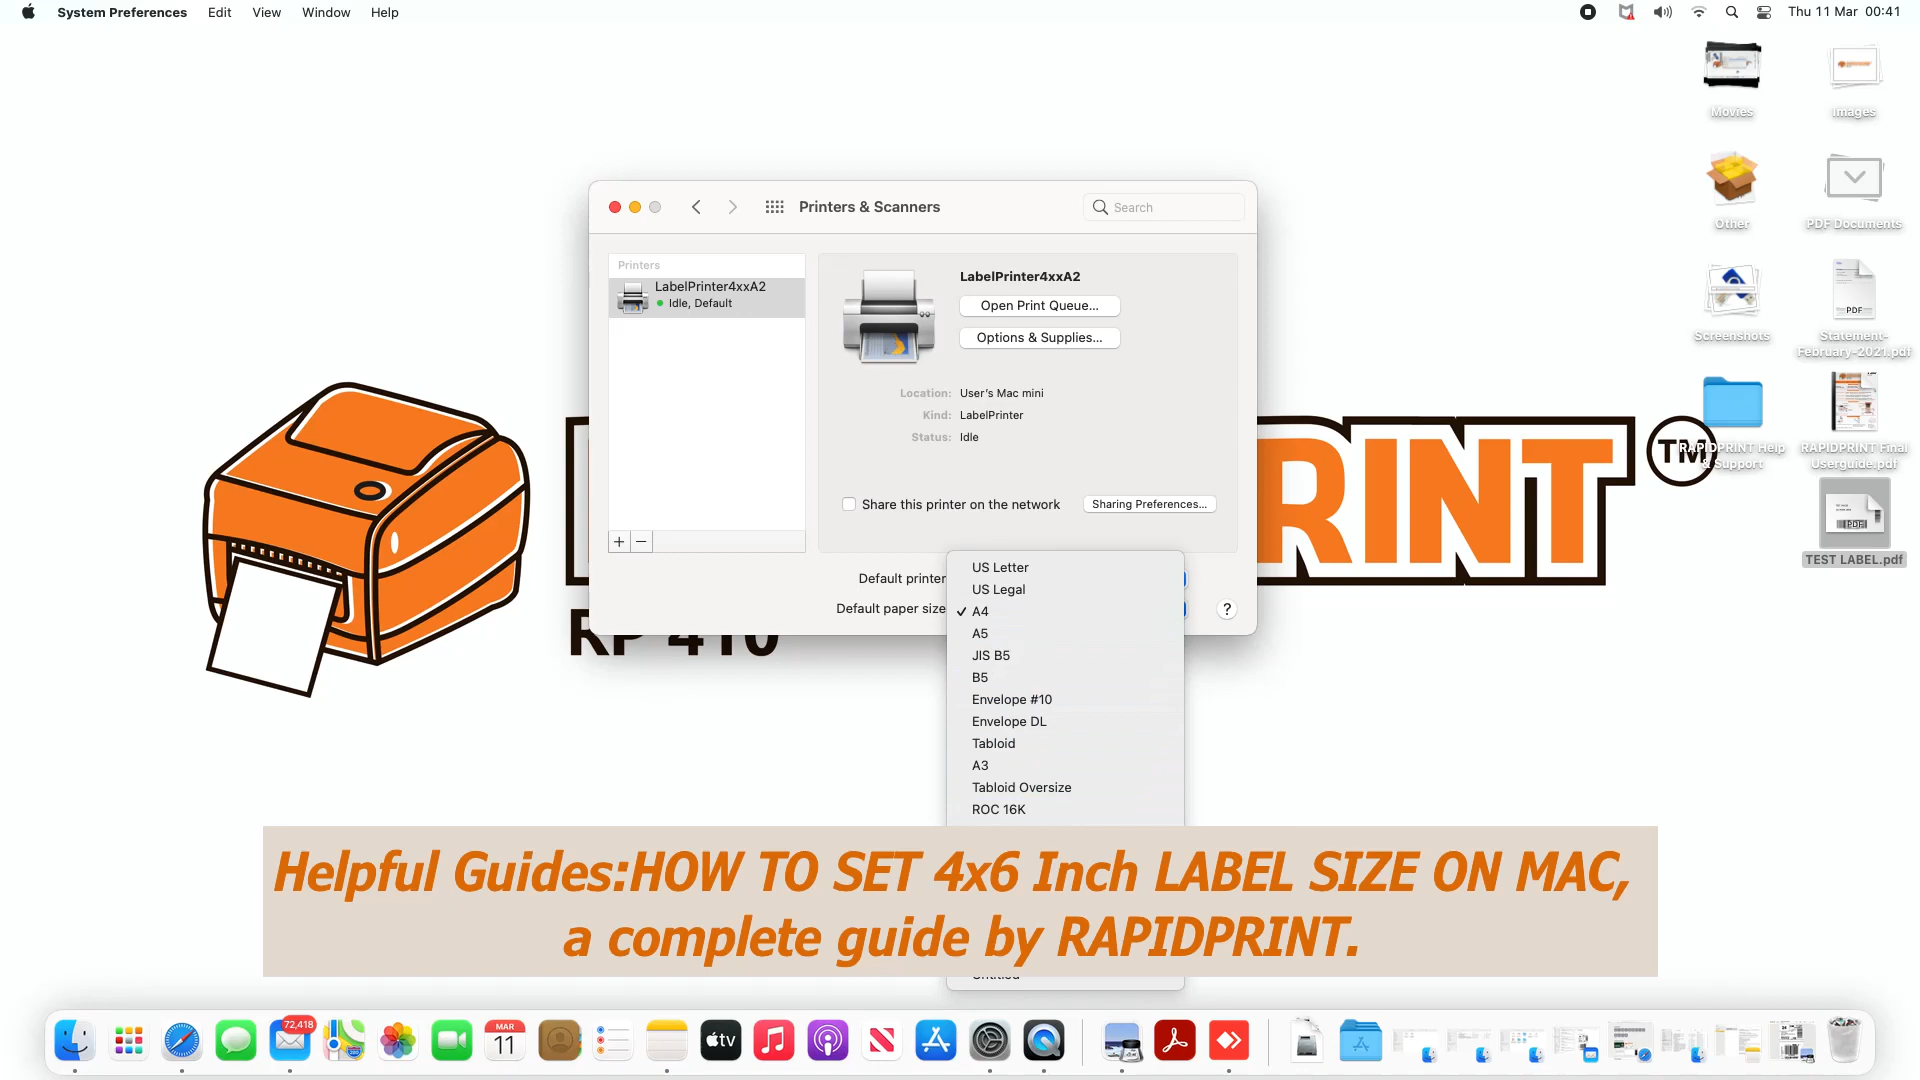 System Preferences Edit View Window Help
Thu 11 Mar 00:41
Movies
Images
Other
PDF Documents
Screenshots
Statement-
February-2021.pdf
RAPIDPRINT Help
& Support
RAPIDPRINT Final
Userguide.pdf
PDF
TEST LABEL.pdf
Printers & Scanners
Search
Printers
LabelPrinter4xxA2
Idle, Default
LabelPrinter4xxA2
Open Print Queue...
Options & Supplies...
Location: User's Mac mini
Kind: LabelPrinter
Status: Idle
Share this printer on the network
Sharing Preferences...
+ −
Default printer
Default paper size
?
US Letter
US Legal
✓ A4
A5
JIS B5
B5
Envelope #10
Envelope DL
Tabloid
A3
Tabloid Oversize
ROC 16K
RINT
TM
RP 410
Helpful Guides:HOW TO SET 4x6 Inch LABEL SIZE ON MAC,
a complete guide by RAPIDPRINT.
Untitled
72,418
MAR
11
tv